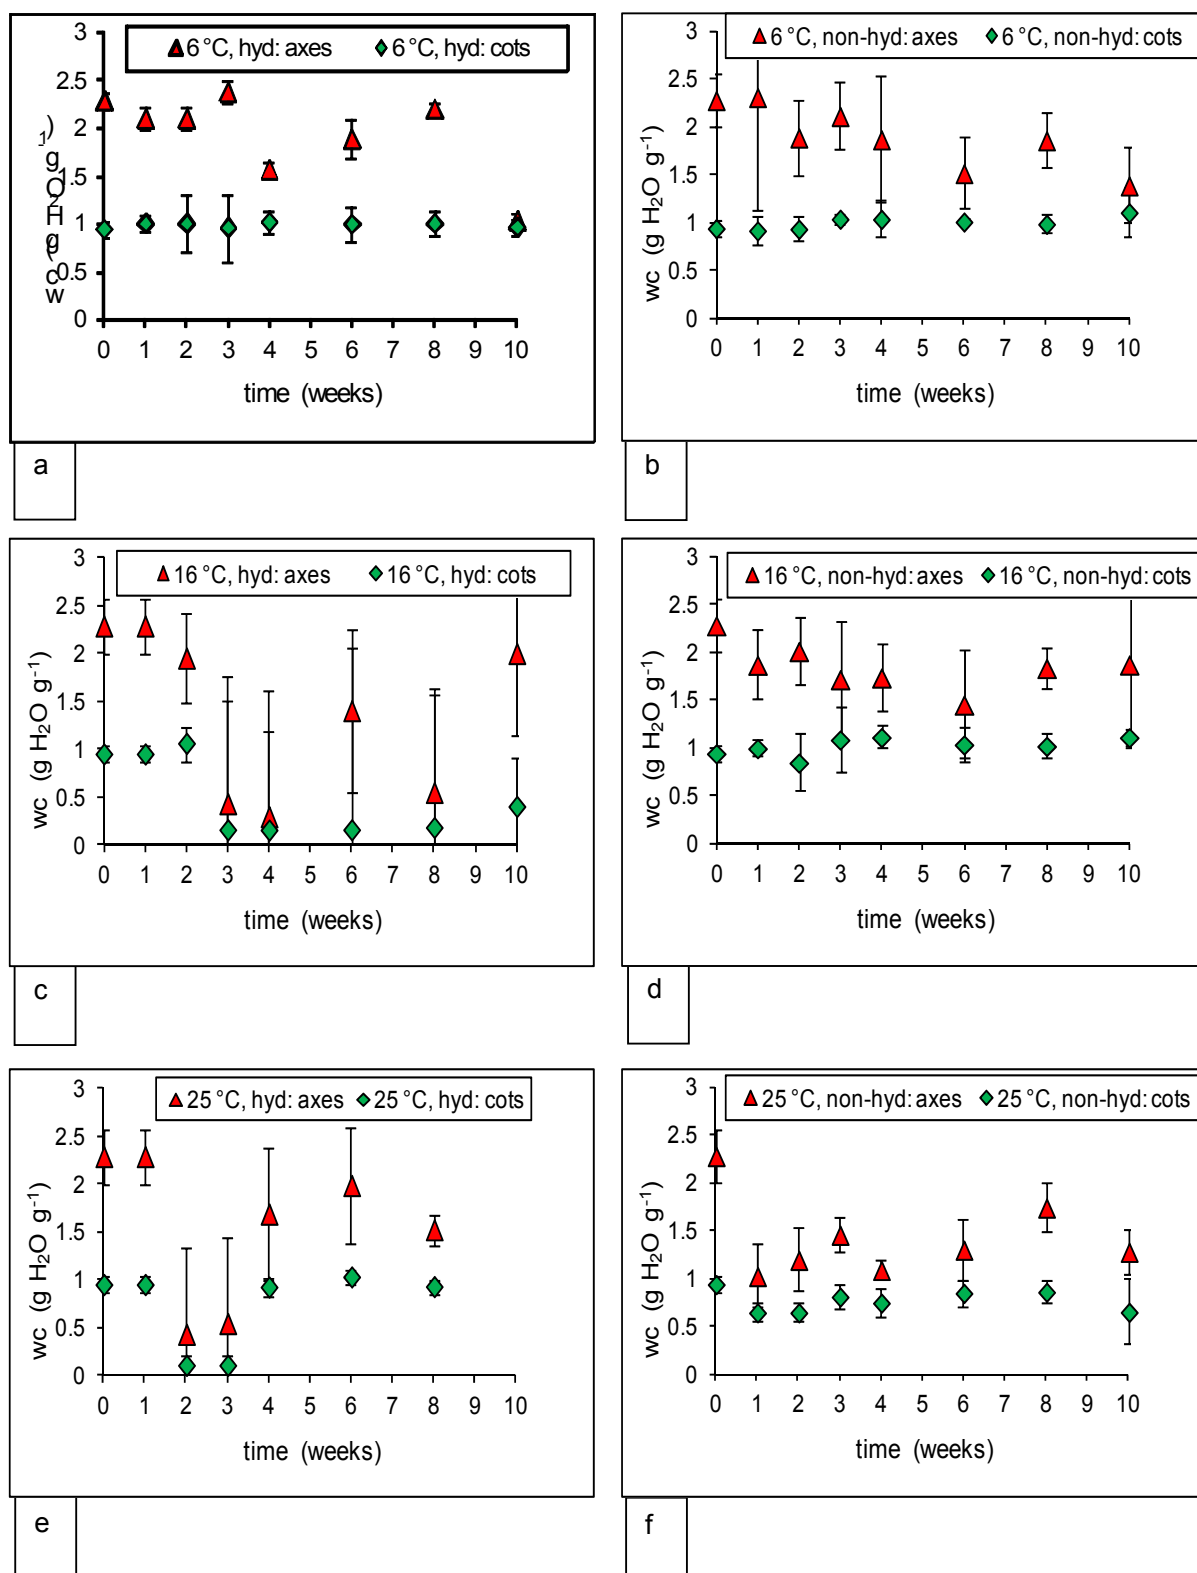 6 °C, hyd: axes 6 °C, hyd: cots
3
2.5
2
1.5
1
0.5
0
wc (g H2O g-1)
0 1 2 3 4 5 6 7 8 9 10
time (weeks)
a
6 °C, non-hyd: axes 6 °C, non-hyd: cots
3
2.5
2
1.5
1
0.5
0
wc (g H₂O g⁻¹)
0 1 2 3 4 5 6 7 8 9 10
time (weeks)
b
16 °C, hyd: axes 16 °C, hyd: cots
3
2.5
2
1.5
1
0.5
0
wc (g H₂O g⁻¹)
0 1 2 3 4 5 6 7 8 9 10
time (weeks)
c
16 °C, non-hyd: axes 16 °C, non-hyd: cots
3
2.5
2
1.5
1
0.5
0
wc (g H₂O g⁻¹)
0 1 2 3 4 5 6 7 8 9 10
time (weeks)
d
25 °C, hyd: axes 25 °C, hyd: cots
3
2.5
2
1.5
1
0.5
0
wc (g H₂O g⁻¹)
0 1 2 3 4 5 6 7 8 9 10
time (weeks)
e
25 °C, non-hyd: axes 25 °C, non-hyd: cots
3
2.5
2
1.5
1
0.5
0
wc (g H₂O g⁻¹)
0 1 2 3 4 5 6 7 8 9 10
time (weeks)
f